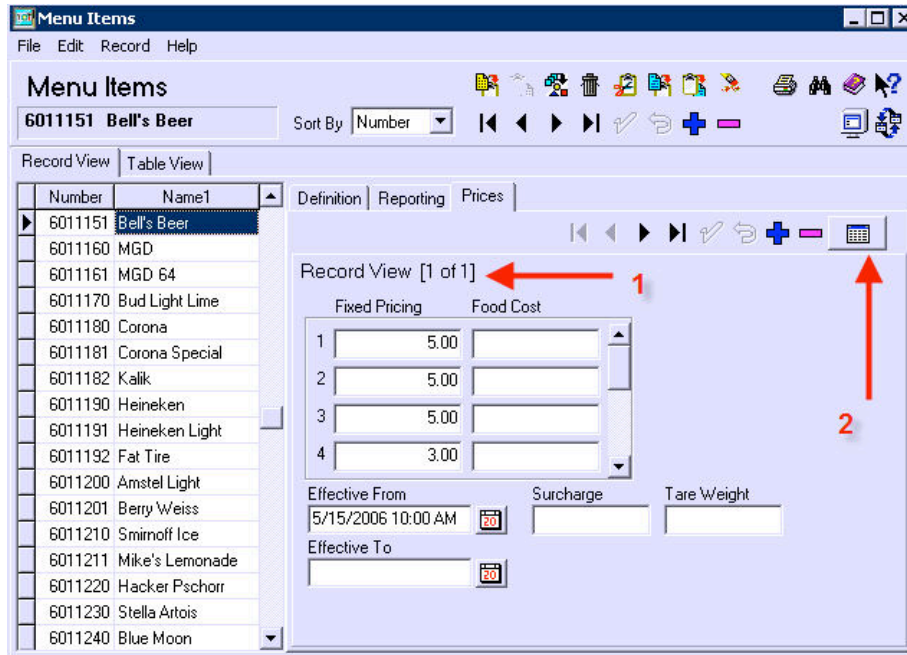 Menu Items
File Edit Record Help
Menu Items
6011151 Bell's Beer
Sort By Number
Record View Table View
Number Name1
6011151 Bell's Beer
6011160 MGD
6011161 MGD 64
6011170 Bud Light Lime
6011180 Corona
6011181 Corona Special
6011182 Kalik
6011190 Heineken
6011191 Heineken Light
6011192 Fat Tire
6011200 Amstel Light
6011201 Berry Weiss
6011210 Smirnoff Ice
6011211 Mike's Lemonade
6011220 Hacker Pschorr
6011230 Stella Artois
6011240 Blue Moon
Definition Reporting Prices
Record View [1 of 1]
1
Fixed Pricing Food Cost
1 5.00
2 5.00
3 5.00
4 3.00
2
Effective From Surcharge Tare Weight
5/15/2006 10:00 AM 20
Effective To
20